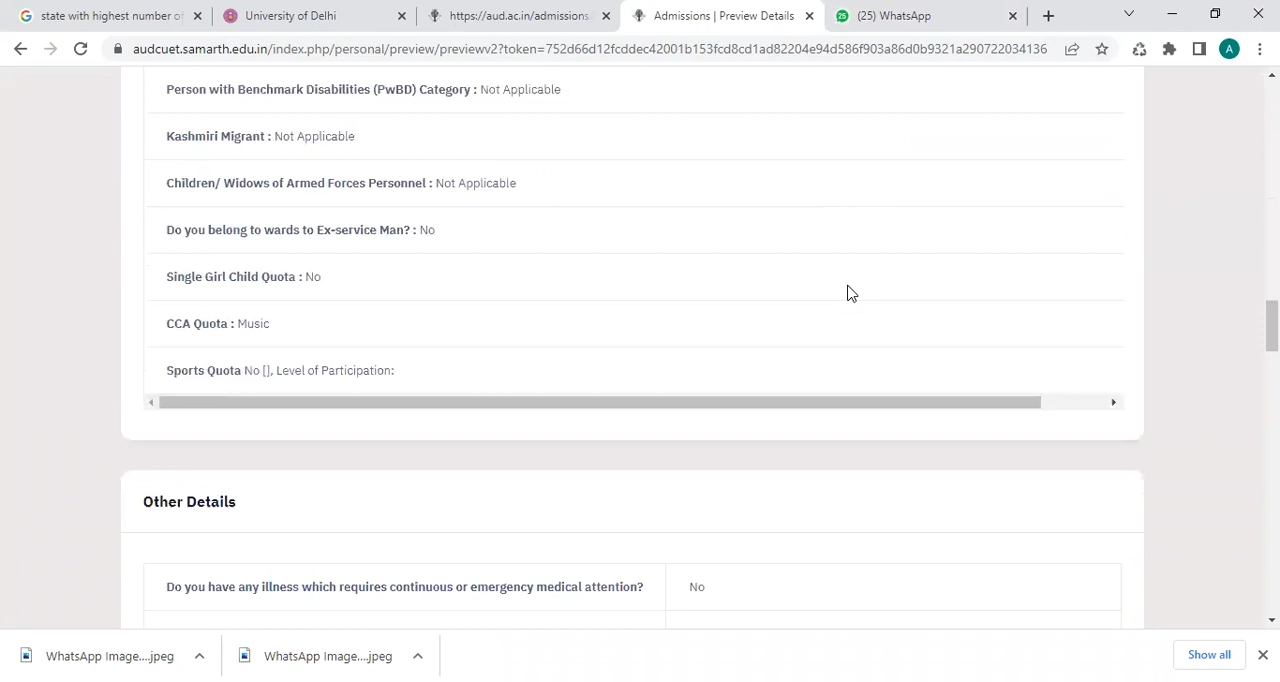 state with highest number of
University of Delhi
https://aud.ac.in/admissions
Admissions | Preview Details
(25) WhatsApp
audcuet.samarth.edu.in/index.php/personal/preview/previewv2?token=752d66d12fcddec42001b153fcd8cd1ad82204e94d586f903a86d0b9321a290722034136
A
Person with Benchmark Disabilities (PwBD) Category : Not Applicable
Kashmiri Migrant : Not Applicable
Children/ Widows of Armed Forces Personnel : Not Applicable
Do you belong to wards to Ex-service Man? : No
Single Girl Child Quota : No
CCA Quota : Music
Sports Quota No [], Level of Participation:
Other Details
Do you have any illness which requires continuous or emergency medical attention? No
WhatsApp Image....jpeg
WhatsApp Image....jpeg
Show all